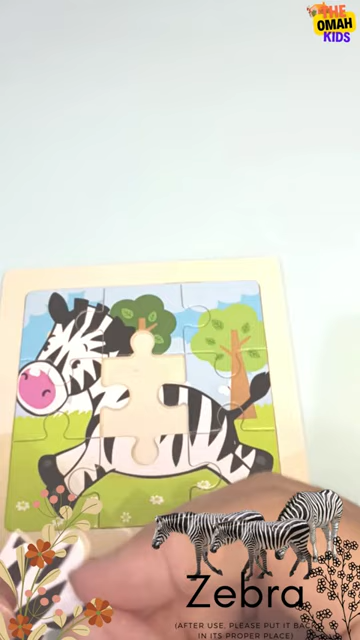 THE
OMAH
KIDS
Zebra
(AFTER USE, PLEASE PUT IT BACK
IN ITS PROPER PLACE)